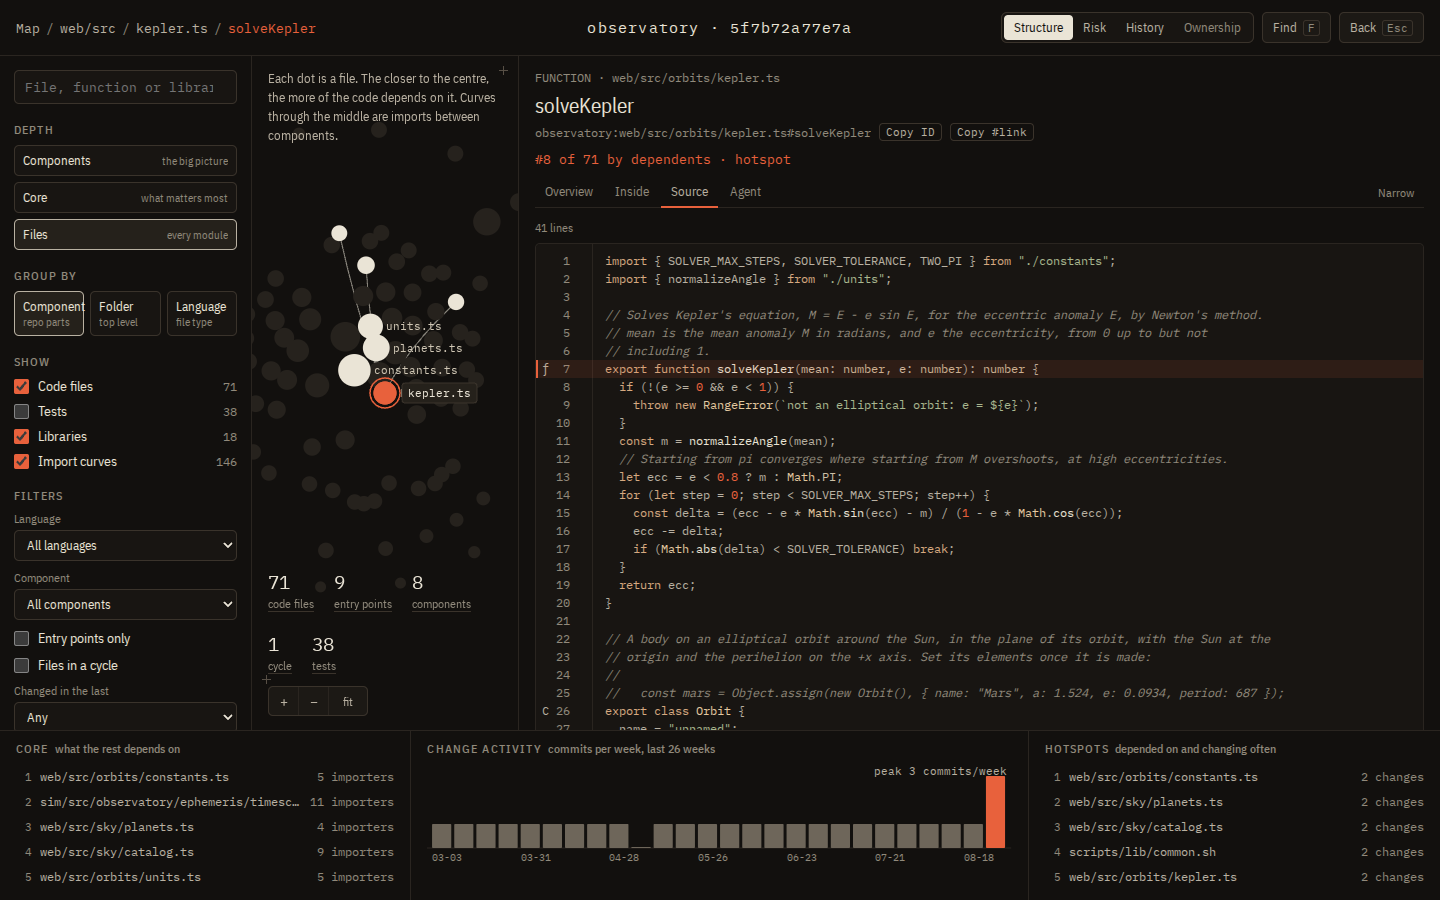 Map / web/src / kepler.ts / solveKepler
observatory · 5f7b72a77e7a
Structure Risk History Ownership Find F Back Esc
File, function or librar
DEPTH
Components the big picture
Core what matters most
Files every module
GROUP BY
Component repo parts
Folder top level
Language file type
SHOW
Code files 71
Tests 38
Libraries 18
Import curves 146
FILTERS
Language
All languages
Component
All components
Entry points only
Files in a cycle
Changed in the last
Any
Each dot is a file. The closer to the centre,
the more of the code depends on it. Curves
through the middle are imports between
components.
units.ts
planets.ts
constants.ts
kepler.ts
71 code files
9 entry points
8 components
1 cycle
38 tests
+ − fit
FUNCTION · web/src/orbits/kepler.ts
solveKepler
observatory:web/src/orbits/kepler.ts#solveKepler Copy ID Copy #link
#8 of 71 by dependents · hotspot
Overview Inside Source Agent Narrow
41 lines
1 import { SOLVER_MAX_STEPS, SOLVER_TOLERANCE, TWO_PI } from "./constants";
2 import { normalizeAngle } from "./units";
3
4 // Solves Kepler's equation, M = E - e sin E, for the eccentric anomaly E, by Newton's method.
5 // mean is the mean anomaly M in radians, and e the eccentricity, from 0 up to but not
6 // including 1.
ƒ 7 export function solveKepler(mean: number, e: number): number {
8 if (!(e >= 0 && e < 1)) {
9 throw new RangeError(`not an elliptical orbit: e = ${e}`);
10 }
11 const m = normalizeAngle(mean);
12 // Starting from pi converges where starting from M overshoots, at high eccentricities.
13 let ecc = e < 0.8 ? m : Math.PI;
14 for (let step = 0; step < SOLVER_MAX_STEPS; step++) {
15 const delta = (ecc - e * Math.sin(ecc) - m) / (1 - e * Math.cos(ecc));
16 ecc -= delta;
17 if (Math.abs(delta) < SOLVER_TOLERANCE) break;
18 }
19 return ecc;
20 }
21
22 // A body on an elliptical orbit around the Sun, in the plane of its orbit, with the Sun at the
23 // origin and the perihelion on the +x axis. Set its elements once it is made:
24 //
25 // const mars = Object.assign(new Orbit(), { name: "Mars", a: 1.524, e: 0.0934, period: 687 });
C 26 export class Orbit {
27 name = "unnamed";
CORE what the rest depends on
1 web/src/orbits/constants.ts 5 importers
2 sim/src/observatory/ephemeris/timesc… 11 importers
3 web/src/sky/planets.ts 4 importers
4 web/src/sky/catalog.ts 9 importers
5 web/src/orbits/units.ts 5 importers
CHANGE ACTIVITY commits per week, last 26 weeks
peak 3 commits/week
03-03 03-31 04-28 05-26 06-23 07-21 08-18
HOTSPOTS depended on and changing often
1 web/src/orbits/constants.ts 2 changes
2 web/src/sky/planets.ts 2 changes
3 web/src/sky/catalog.ts 2 changes
4 scripts/lib/common.sh 2 changes
5 web/src/orbits/kepler.ts 2 changes